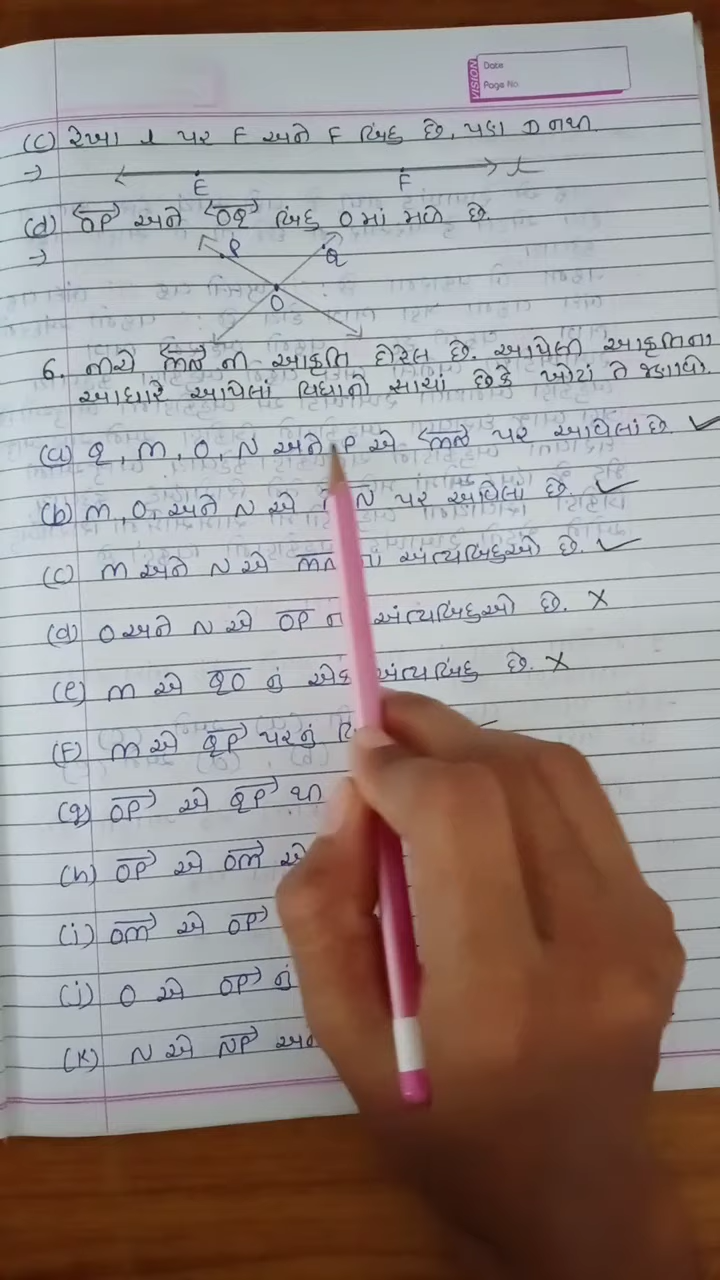 VISION
Date
Page No.
(c) રેખા l પર E અને F બિંદુ છે, પણ D નથી.
→
E F l
(d) OP અને OQ બિંદુ O માં મળે છે.
→
P Q
O
6. નીચે MN ની આકૃતિ દોરેલ છે. આપેલી આકૃતિના
આધારે આપેલાં વિધાનો સાચાં છે કે ખોટાં તે જણાવો.
(a) Q, M, O, N અને P એ MN પર આવેલાં છે. ✓
(b) M, O, અને N એ N પર આવેલા છે. ✓
(c) M અને N એ MN ના અંત્યબિંદુઓ છે. ✓
(d) O અને N એ OP ના અંત્યબિંદુઓ છે. ×
(e) M એ QO નું એક અંત્યબિંદુ છે. ×
(F) M એ QP પરનું
(g) OP એ QP થી
(h) OP એ OM એ
(i) OM એ OP
(j) O એ OP નું
(K) N એ NP